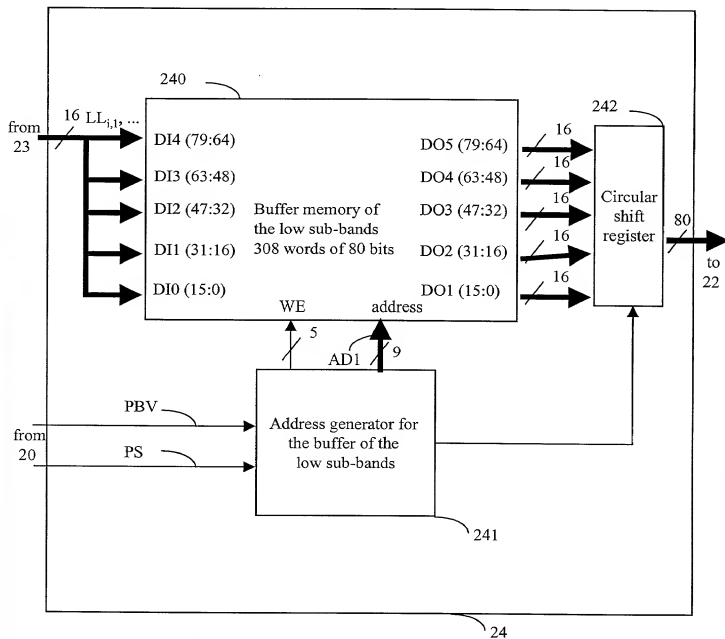 240
242
from
23
16
LLi,1, ...
DI4 (79:64)
DI3 (63:48)
DI2 (47:32)
DI1 (31:16)
DI0 (15:0)
Buffer memory of
the low sub-bands
308 words of 80 bits
DO5 (79:64)
DO4 (63:48)
DO3 (47:32)
DO2 (31:16)
DO1 (15:0)
WE
address
16
16
16
16
16
Circular
shift
register
80
to
22
5
AD1
9
from
20
PBV
PS
Address generator for
the buffer of the
low sub-bands
241
24